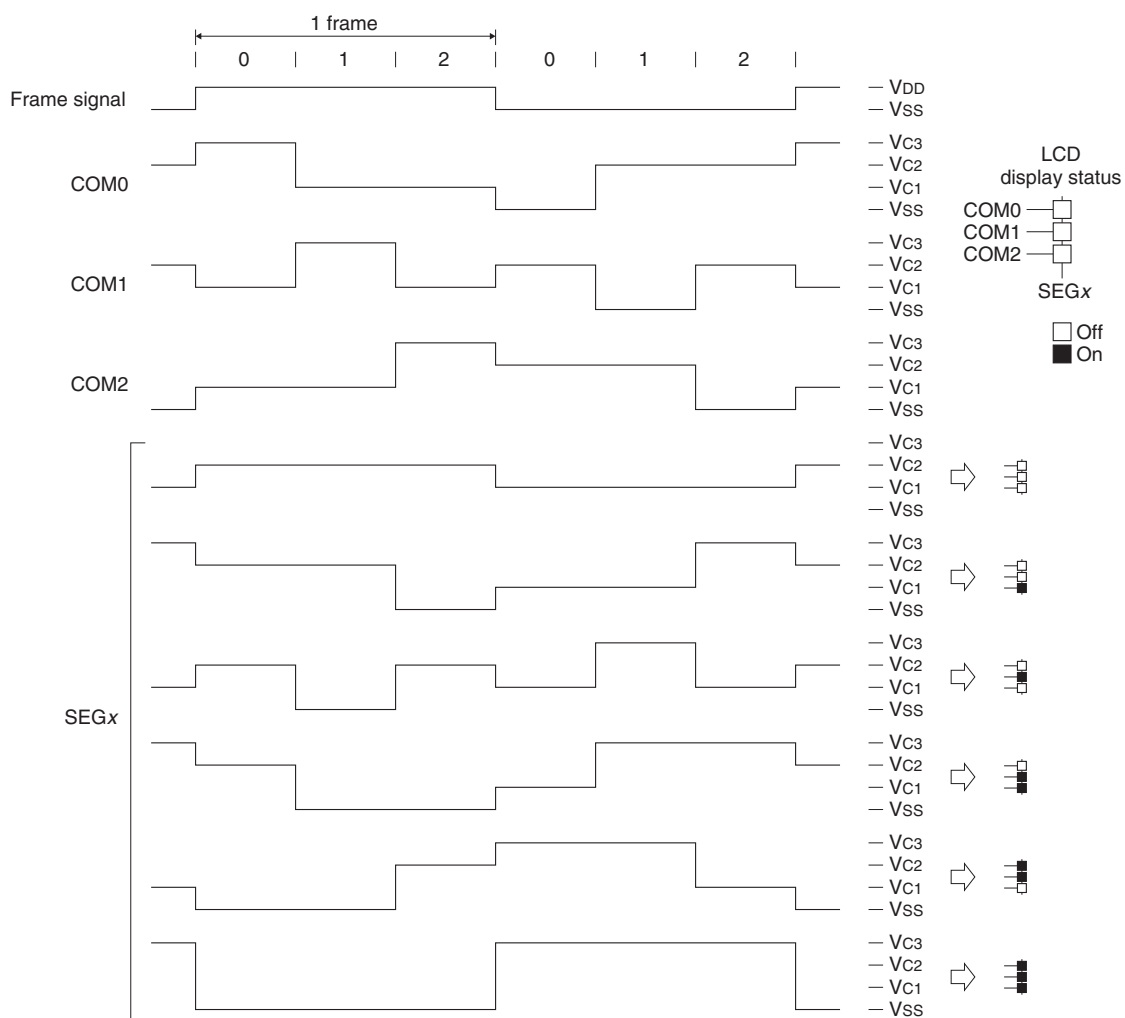 1 frame
0 1 2 0 1 2
Frame signal
VDD
VSS
COM0
VC3
VC2
VC1
VSS
LCD
display status
COM0
COM1
COM2
SEGx
Off
On
COM1
VC3
VC2
VC1
VSS
COM2
VC3
VC2
VC1
VSS
SEGx
VC3
VC2
VC1
VSS
VC3
VC2
VC1
VSS
VC3
VC2
VC1
VSS
VC3
VC2
VC1
VSS
VC3
VC2
VC1
VSS
VC3
VC2
VC1
VSS